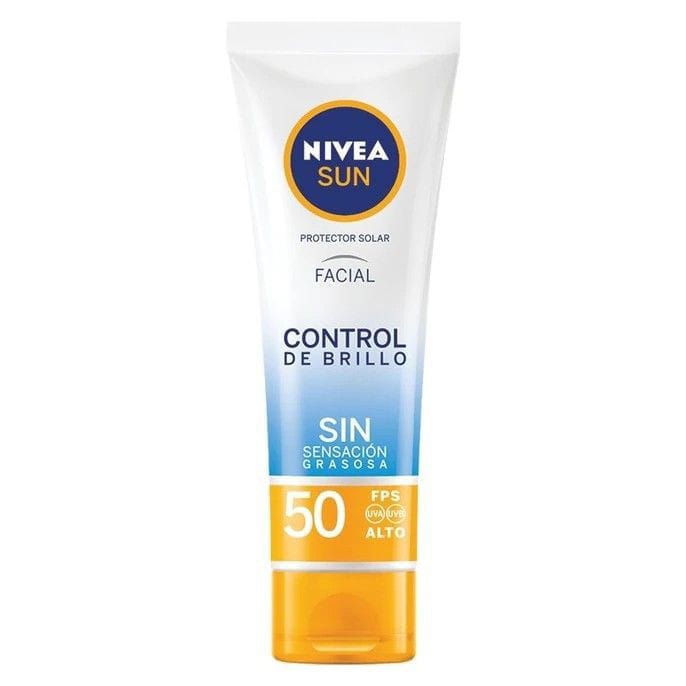 NIVEA
SUN
PROTECTOR SOLAR
FACIAL
CONTROL
DE BRILLO
SIN
SENSACIÓN
GRASOSA
50
FPS
UVA UVB
ALTO